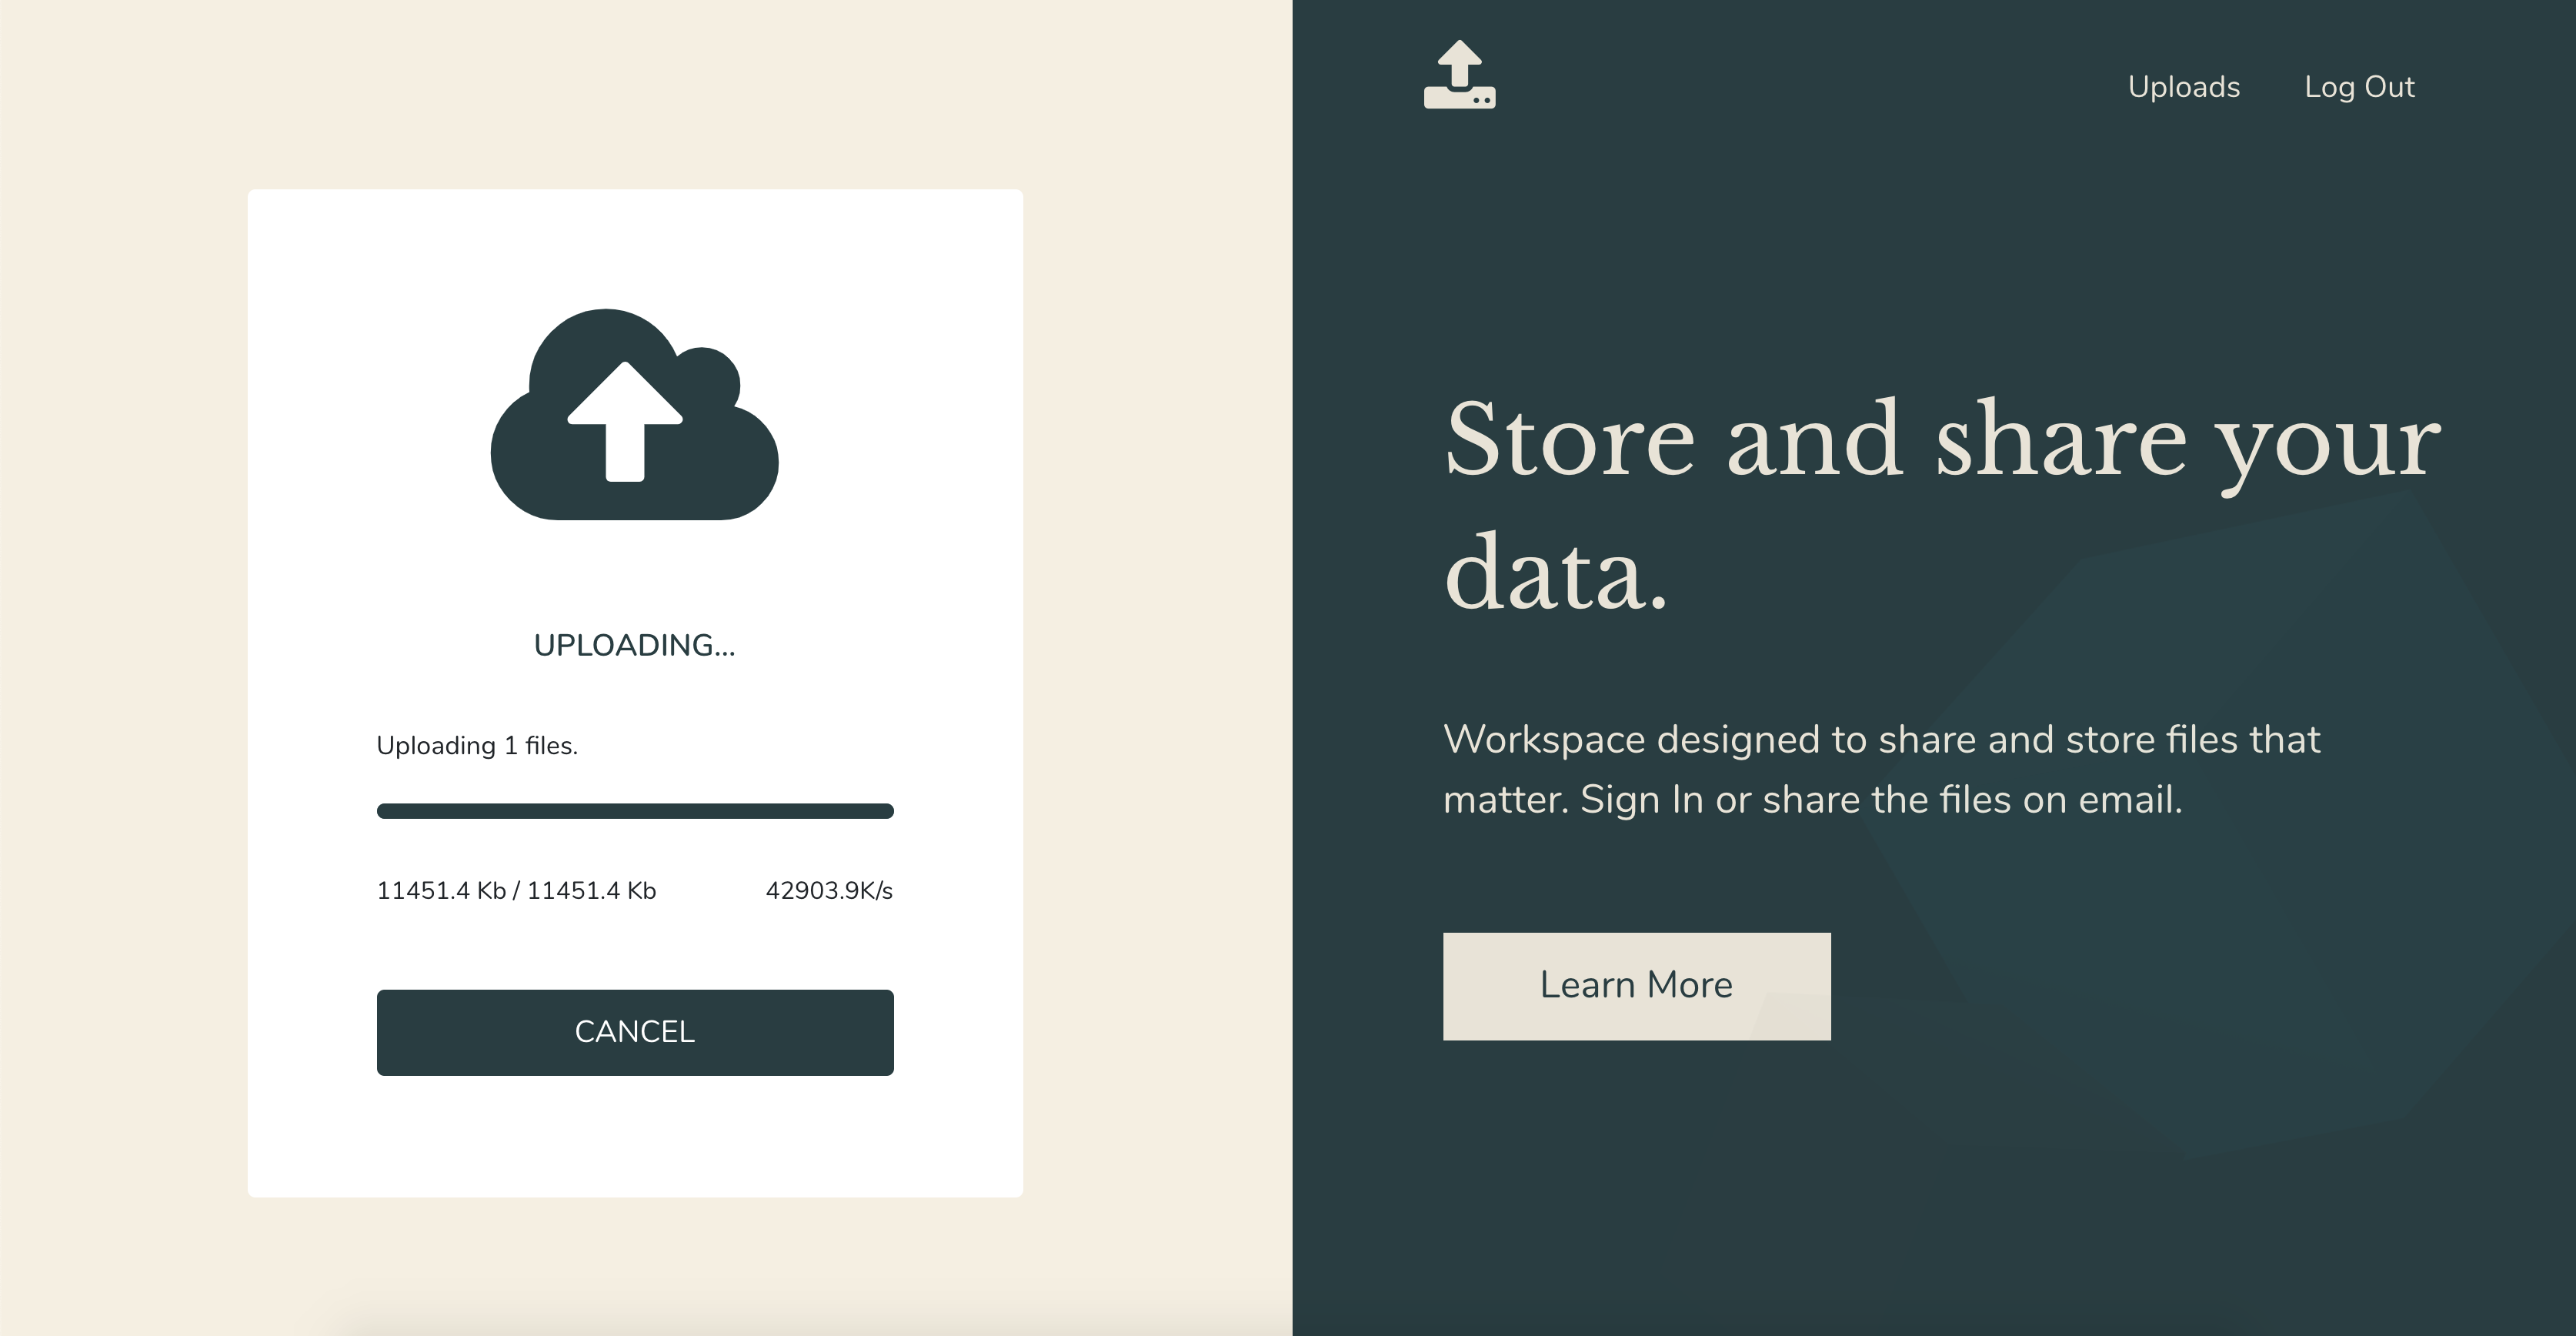 UPLOADING...
Uploading 1 files.
11451.4 Kb / 11451.4 Kb 42903.9K/s
CANCEL
Uploads Log Out
Store and share your
data.
Workspace designed to share and store files that
matter. Sign In or share the files on email.
Learn More